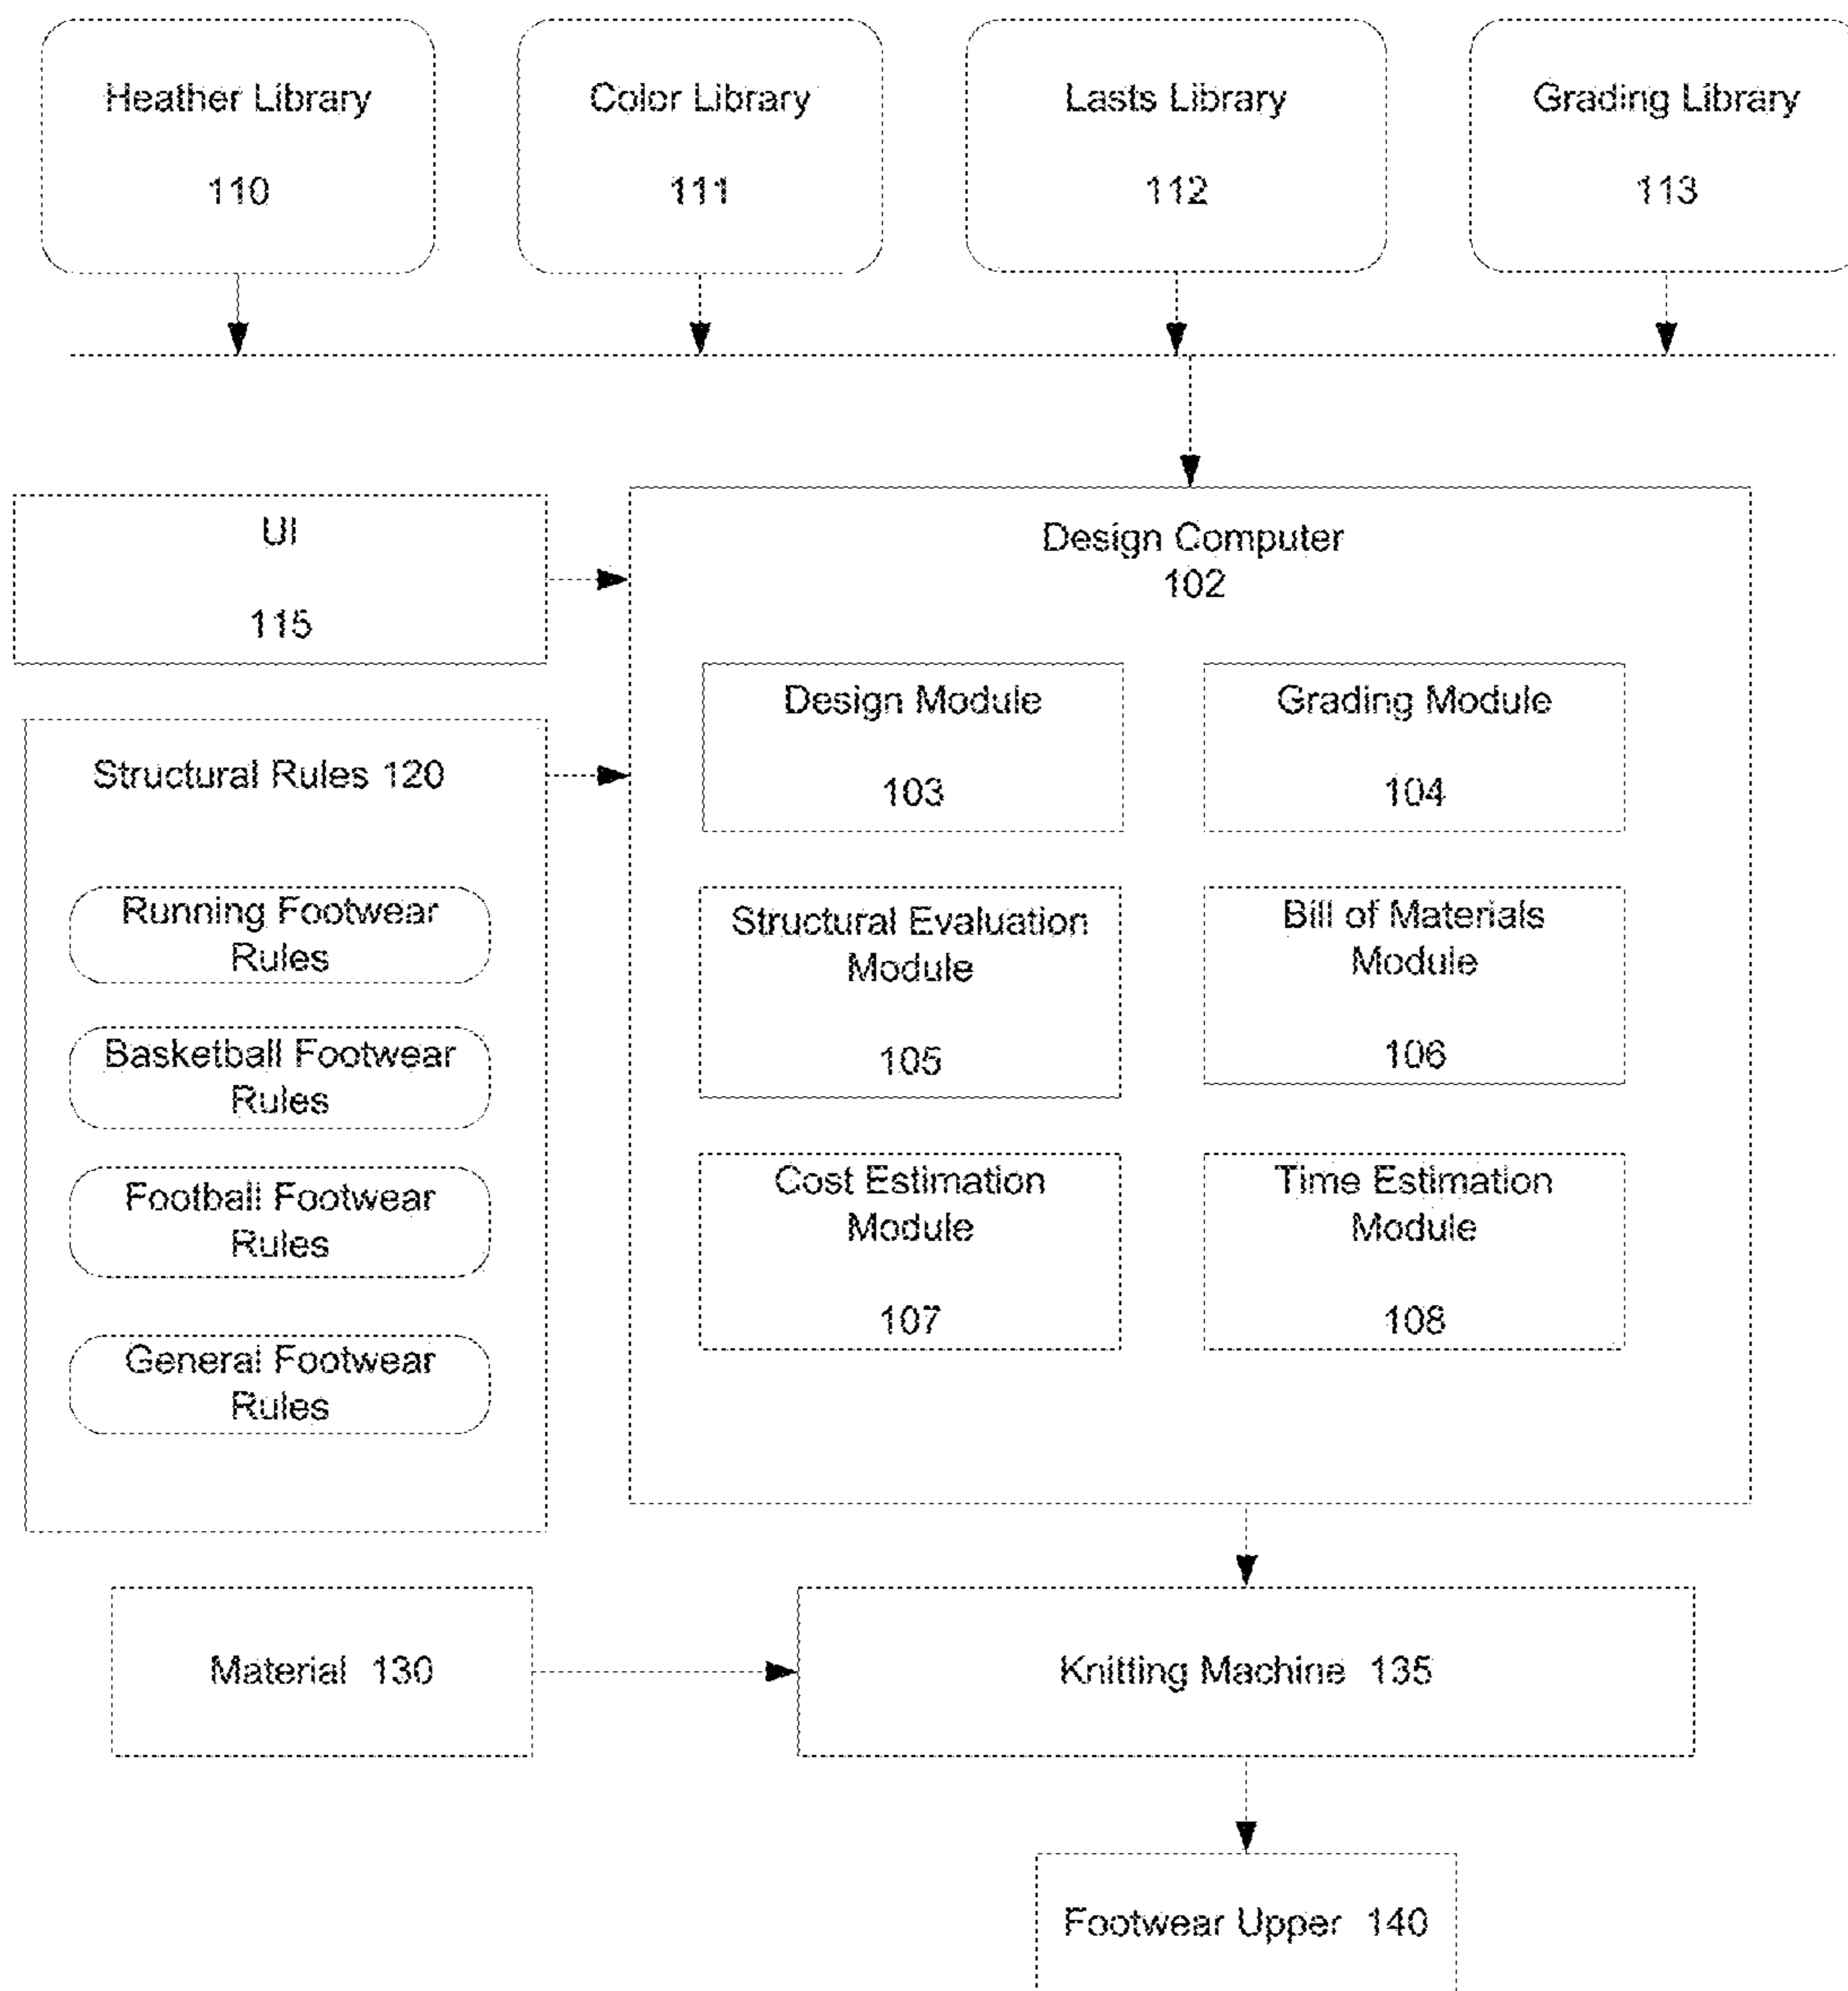 Heather Library
110
Color Library
111
Lasts Library
112
Grading Library
113
UI
115
Design Computer
102
Structural Rules 120
Running Footwear
Rules
Basketball Footwear
Rules
Football Footwear
Rules
General Footwear
Rules
Design Module
103
Grading Module
104
Structural Evaluation
Module
105
Bill of Materials
Module
106
Cost Estimation
Module
107
Time Estimation
Module
108
Material 130
Knitting Machine 135
Footwear Upper 140